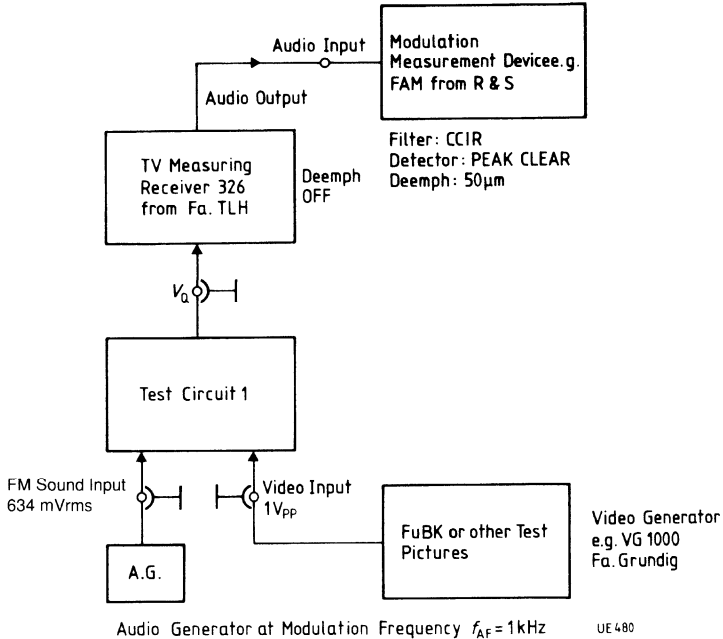 Audio Input
Modulation
Measurement Devicee.g.
FAM from R & S
Audio Output
Filter: CCIR
Detector: PEAK CLEAR
Deemph: 50µm
TV Measuring
Receiver 326
from Fa. TLH
Deemph
OFF
VQ
Test Circuit 1
FM Sound Input
634 mVrms
Video Input
1VPP
A.G.
FuBK or other Test
Pictures
Video Generator
e.g. VG 1000
Fa. Grundig
Audio Generator at Modulation Frequency fAF = 1kHz
UE 480